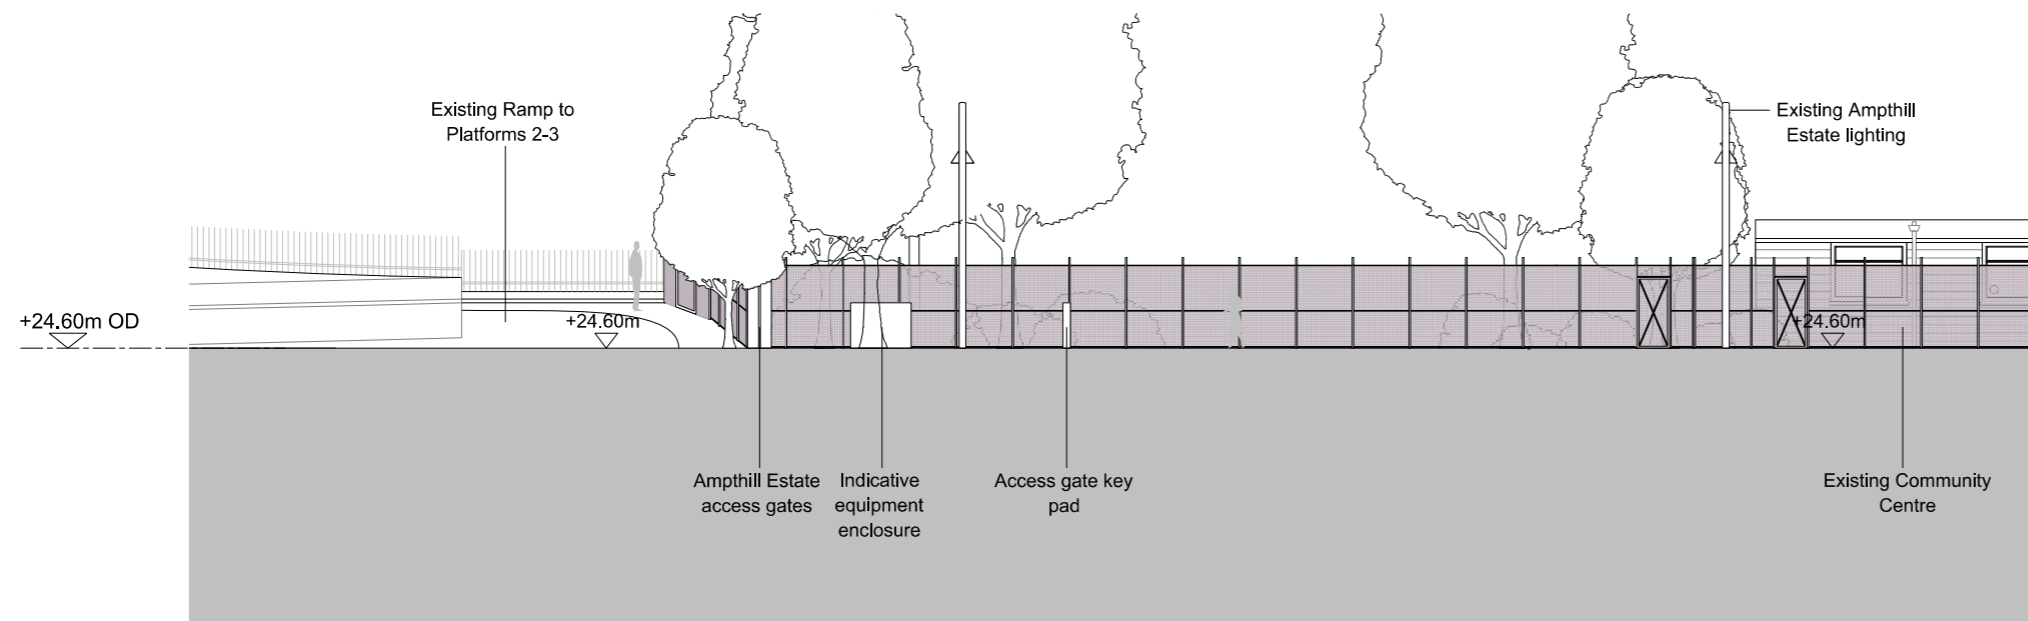 Existing Ramp to
Platforms 2-3
Existing Ampthill
Estate lighting
+24.60m OD
+24.60m
+24.60m
Ampthill Estate
access gates
Indicative
equipment
enclosure
Access gate key
pad
Existing Community
Centre